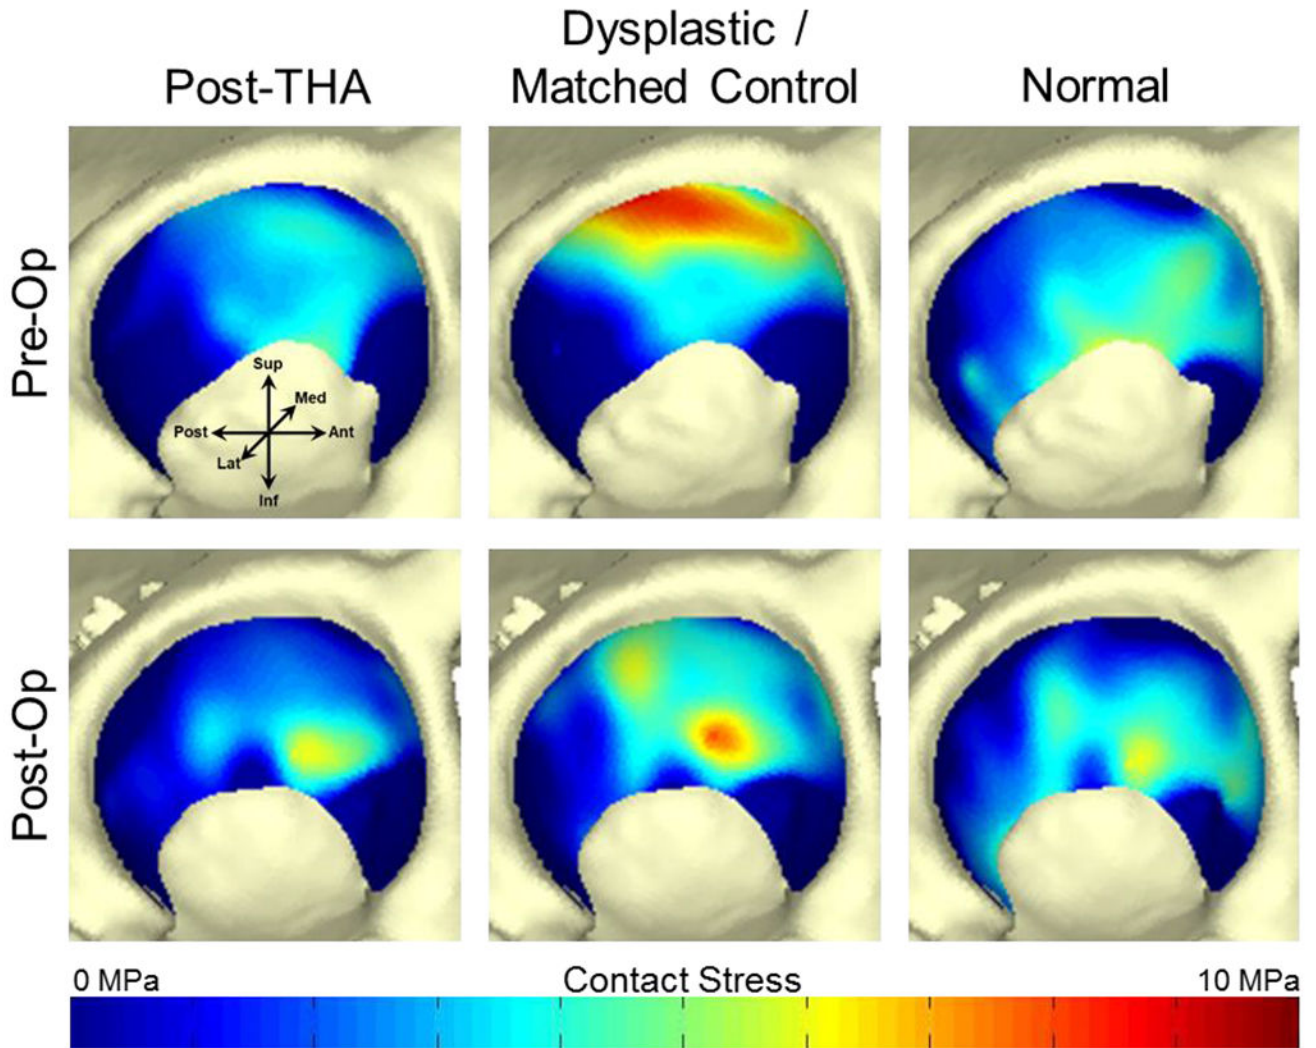 Dysplastic /
Post-THA Matched Control Normal
Pre-Op
Sup
Med
Post Ant
Lat
Inf
Post-Op
0 MPa Contact Stress 10 MPa